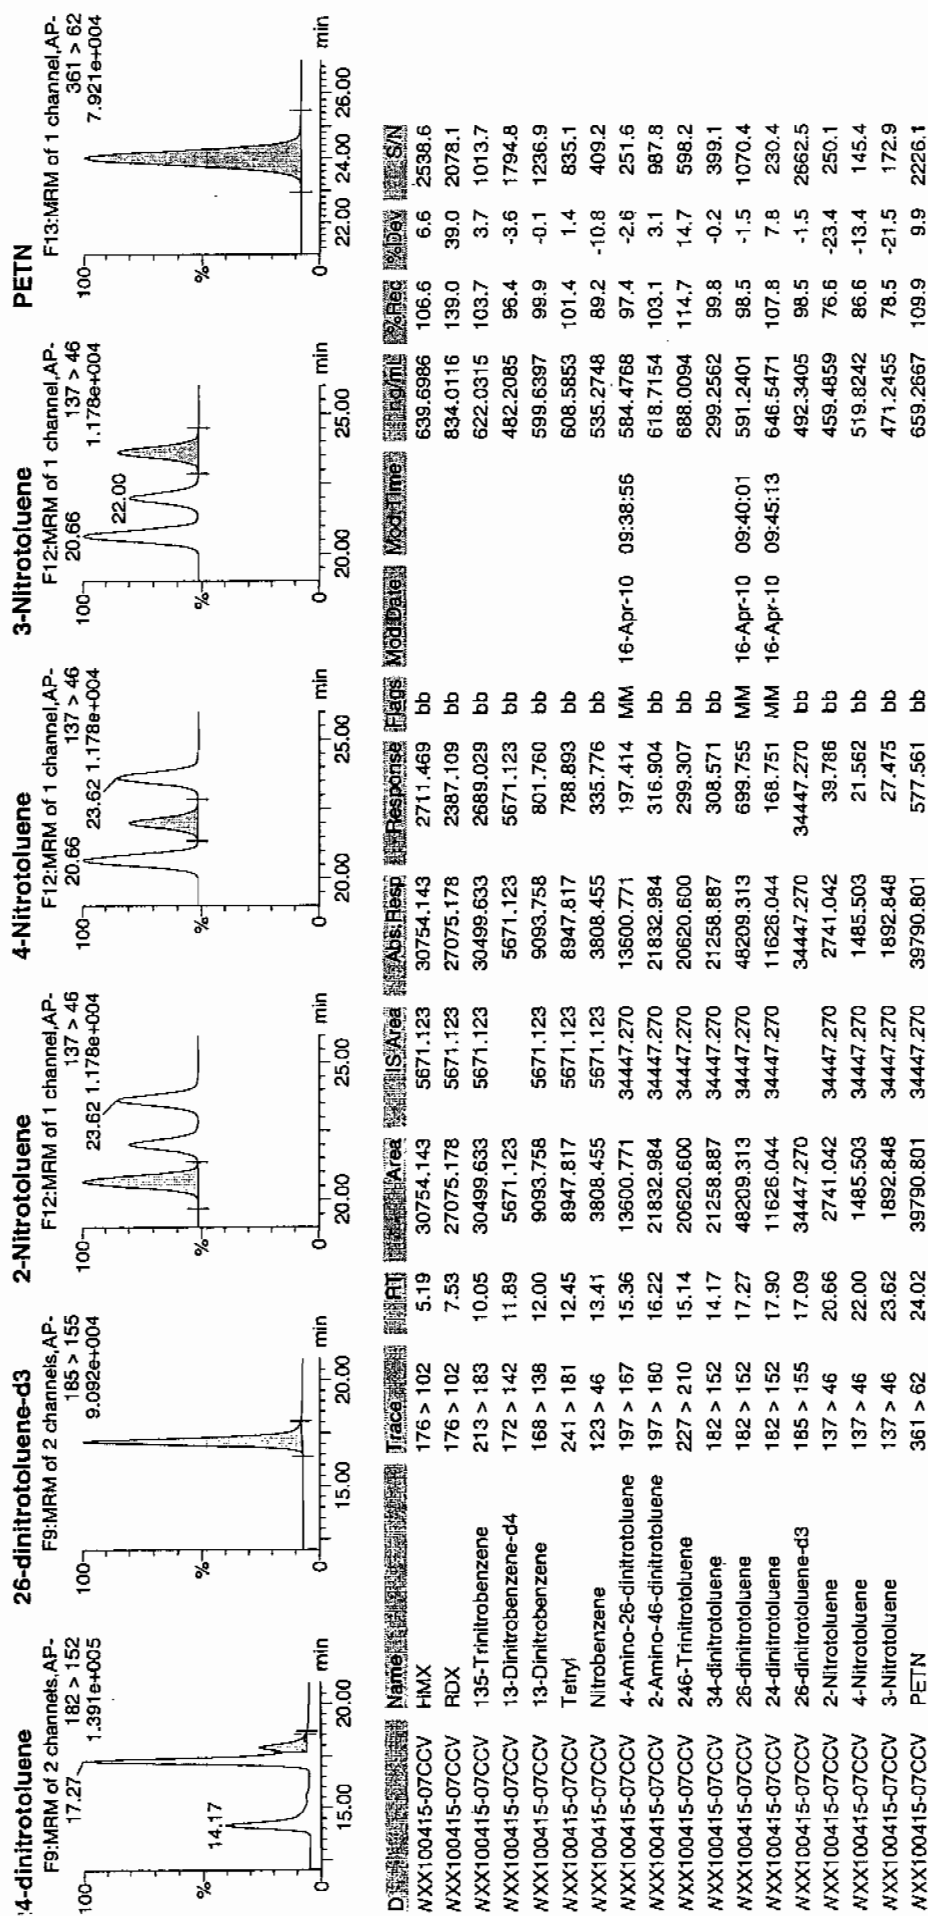 4-dinitrotoluene
F9:MRM of 2 channels,AP-
182 > 152
1.391e+005
100
17.27
14.17
%
0
15.00 20.00 min
26-dinitrotoluene-d3
F9:MRM of 2 channels,AP-
185 > 155
9.092e+004
100
%
0
15.00 20.00 min
2-Nitrotoluene
F12:MRM of 1 channel,AP-
137 > 46
1.178e+004
100
23.62
%
0
20.00 25.00 min
4-Nitrotoluene
F12:MRM of 1 channel,AP-
137 > 46
1.178e+004
100
20.66
23.62
%
0
20.00 25.00 min
3-Nitrotoluene
F12:MRM of 1 channel,AP-
137 > 46
1.178e+004
100
20.66
22.00
%
0
20.00 25.00 min
PETN
F13:MRM of 1 channel,AP-
361 > 62
7.921e+004
100
%
0
22.00 24.00 26.00 min
Name Trace RT Area IS Area Abs.Resp Response Flags Mod.Date Mod.Time ng/mL %Rec %Dev S/N
WXX100415-07CCV HMX 176 > 102 5.19 30754.143 5671.123 30754.143 2711.469 bb 639.6986 106.6 6.6 2538.6
WXX100415-07CCV RDX 176 > 102 7.53 27075.178 5671.123 27075.178 2387.109 bb 834.0116 139.0 39.0 2078.1
WXX100415-07CCV 135-Trinitrobenzene 213 > 183 10.05 30499.633 5671.123 30499.633 2689.029 bb 622.0315 103.7 3.7 1013.7
WXX100415-07CCV 13-Dinitrobenzene-d4 172 > 142 11.89 5671.123 5671.123 5671.123 bb 482.2085 96.4 -3.6 1794.8
WXX100415-07CCV 13-Dinitrobenzene 168 > 138 12.00 9093.758 5671.123 9093.758 801.760 bb 599.6397 99.9 -0.1 1236.9
WXX100415-07CCV Tetryl 241 > 181 12.45 8947.817 5671.123 8947.817 788.893 bb 608.5853 101.4 1.4 835.1
WXX100415-07CCV Nitrobenzene 123 > 46 13.41 3808.455 5671.123 3808.455 335.776 bb 535.2748 89.2 -10.8 409.2
WXX100415-07CCV 4-Amino-26-dinitrotoluene 197 > 167 15.36 13600.771 34447.270 13600.771 197.414 MM 16-Apr-10 09:38:56 584.4768 97.4 -2.6 251.6
WXX100415-07CCV 2-Amino-46-dinitrotoluene 197 > 180 16.22 21832.984 34447.270 21832.984 316.904 bb 618.7154 103.1 3.1 987.8
WXX100415-07CCV 246-Trinitrotoluene 227 > 210 15.14 20620.600 34447.270 20620.600 299.307 bb 688.0094 114.7 14.7 598.2
WXX100415-07CCV 34-dinitrotoluene 182 > 152 14.17 21258.887 34447.270 21258.887 308.571 bb 299.2562 99.8 -0.2 399.1
WXX100415-07CCV 26-dinitrotoluene 182 > 152 17.27 48209.313 34447.270 48209.313 699.755 MM 16-Apr-10 09:40:01 591.2401 98.5 -1.5 1070.4
WXX100415-07CCV 24-dinitrotoluene 182 > 152 17.90 11626.044 34447.270 11626.044 168.751 MM 16-Apr-10 09:45:13 646.5471 107.8 7.8 230.4
WXX100415-07CCV 26-dinitrotoluene-d3 185 > 155 17.09 34447.270 34447.270 34447.270 bb 492.3405 98.5 -1.5 2662.5
WXX100415-07CCV 2-Nitrotoluene 137 > 46 20.66 2741.042 34447.270 2741.042 39.786 bb 459.4859 76.6 -23.4 250.1
WXX100415-07CCV 4-Nitrotoluene 137 > 46 22.00 1485.503 34447.270 1485.503 21.562 bb 519.8242 86.6 -13.4 145.4
WXX100415-07CCV 3-Nitrotoluene 137 > 46 23.62 1892.848 34447.270 1892.848 27.475 bb 471.2455 78.5 -21.5 172.9
WXX100415-07CCV PETN 361 > 62 24.02 39790.801 34447.270 39790.801 577.561 bb 659.2667 109.9 9.9 2226.1